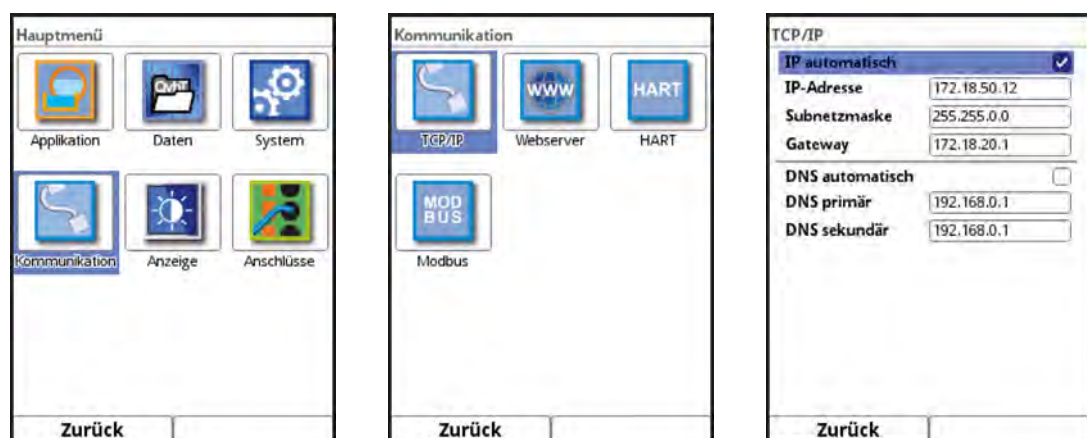 Hauptmenü
QvhT
Applikation
Daten
System
Kommunikation
Anzeige
Anschlüsse
Zurück
Kommunikation
WWW
HART
TCP/IP
Webserver
HART
MOD
BUS
Modbus
Zurück
TCP/IP
IP automatisch
IP-Adresse 172.18.50.12
Subnetzmaske 255.255.0.0
Gateway 172.18.20.1
DNS automatisch
DNS primär 192.168.0.1
DNS sekundär 192.168.0.1
Zurück